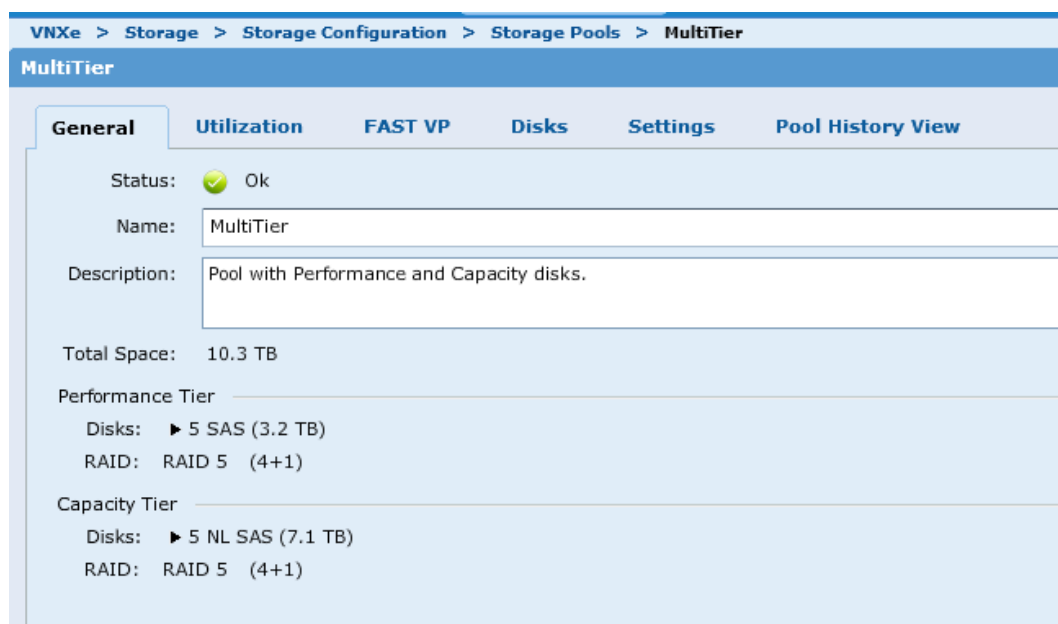 VNXe > Storage > Storage Configuration > Storage Pools > MultiTier
MultiTier
General Utilization FAST VP Disks Settings Pool History View
Status: Ok
Name: MultiTier
Description: Pool with Performance and Capacity disks.
Total Space: 10.3 TB
Performance Tier
Disks: ▶ 5 SAS (3.2 TB)
RAID: RAID 5 (4+1)
Capacity Tier
Disks: ▶ 5 NL SAS (7.1 TB)
RAID: RAID 5 (4+1)